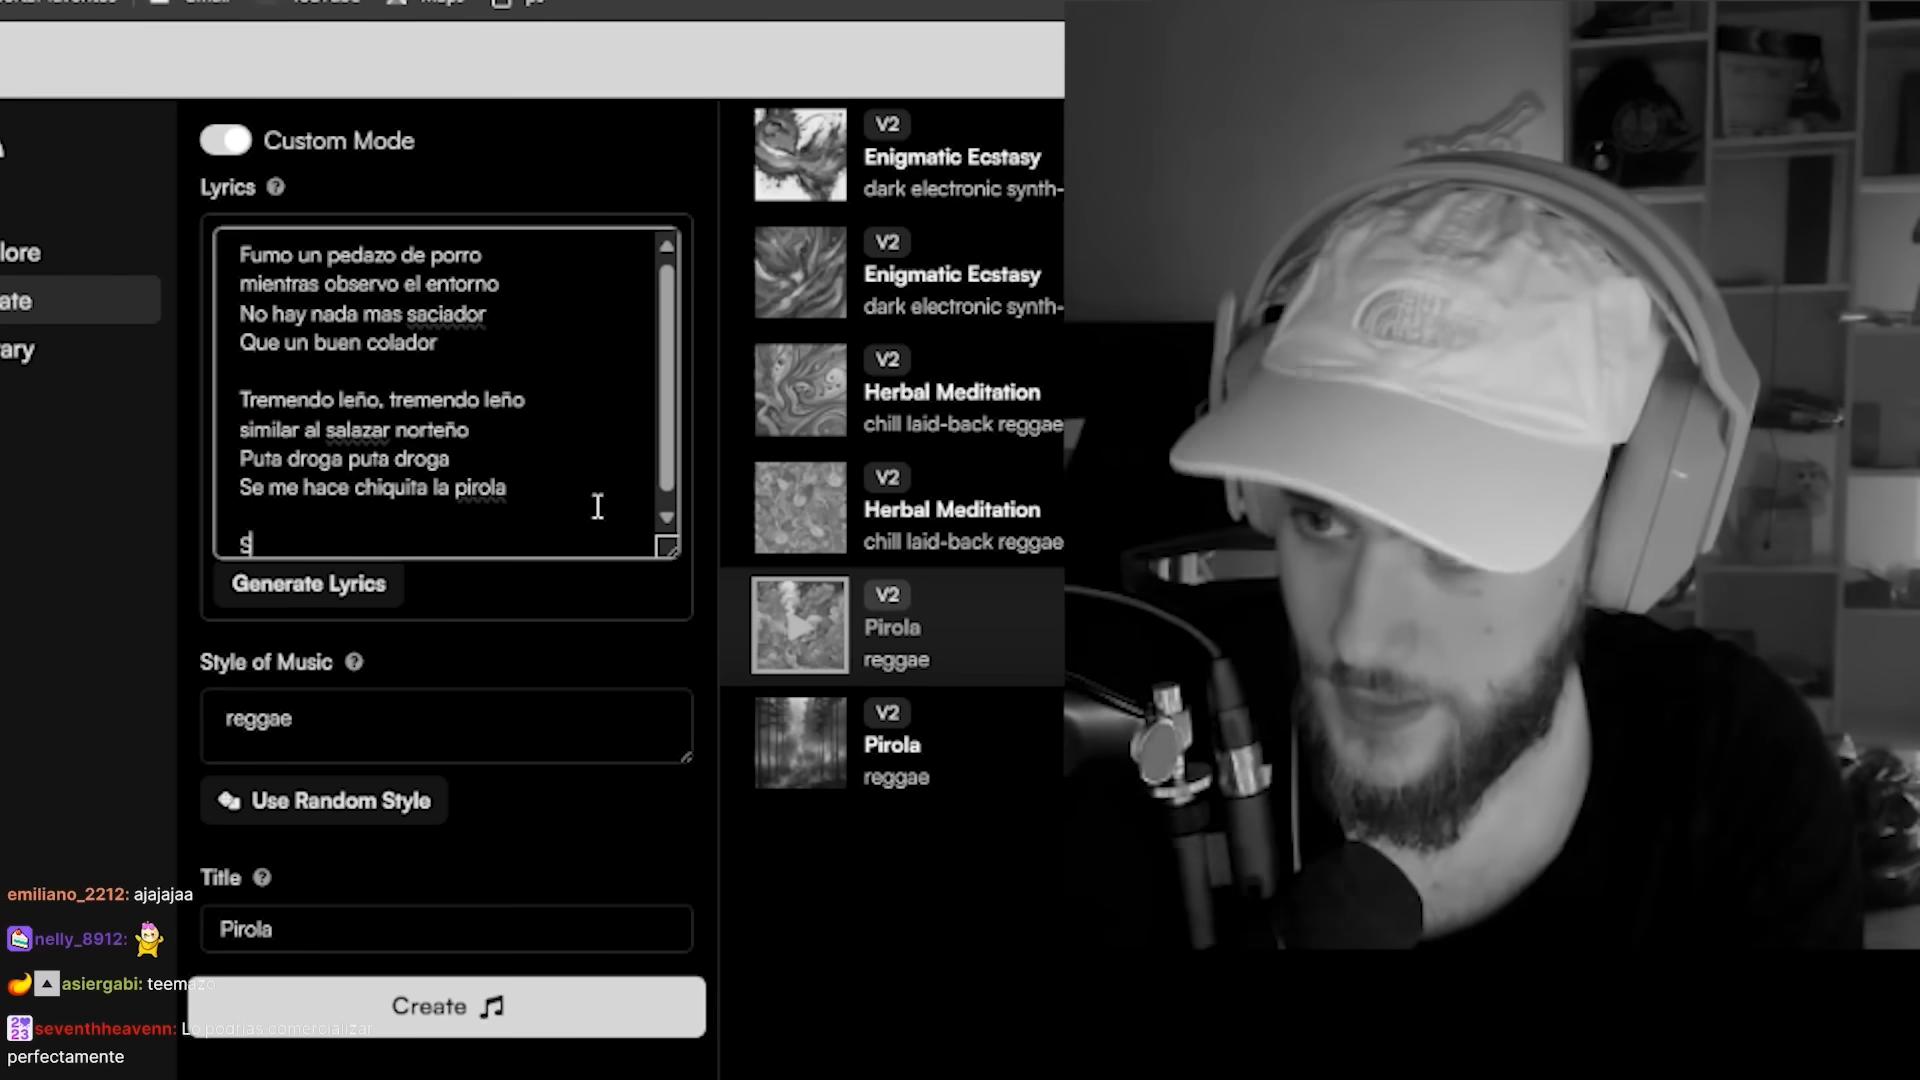 Custom Mode
Lyrics
Fumo un pedazo de porro
mientras observo el entorno
No hay nada mas saciador
Que un buen colador
Tremendo leño, tremendo leño
similar al salazar norteño
Puta droga puta droga
Se me hace chiquita la pirola
S
Generate Lyrics
Style of Music
reggae
Use Random Style
Title
Pirola
Create
V2
Enigmatic Ecstasy
dark electronic synth-
V2
Enigmatic Ecstasy
dark electronic synth-
V2
Herbal Meditation
chill laid-back reggae
V2
Herbal Meditation
chill laid-back reggae
V2
Pirola
reggae
V2
Pirola
reggae
lore
ate
ary
emiliano_2212: ajajajaa
nelly_8912:
asiergabi: teemazo
seventhheavenn: Lo podrias comercializar
perfectamente